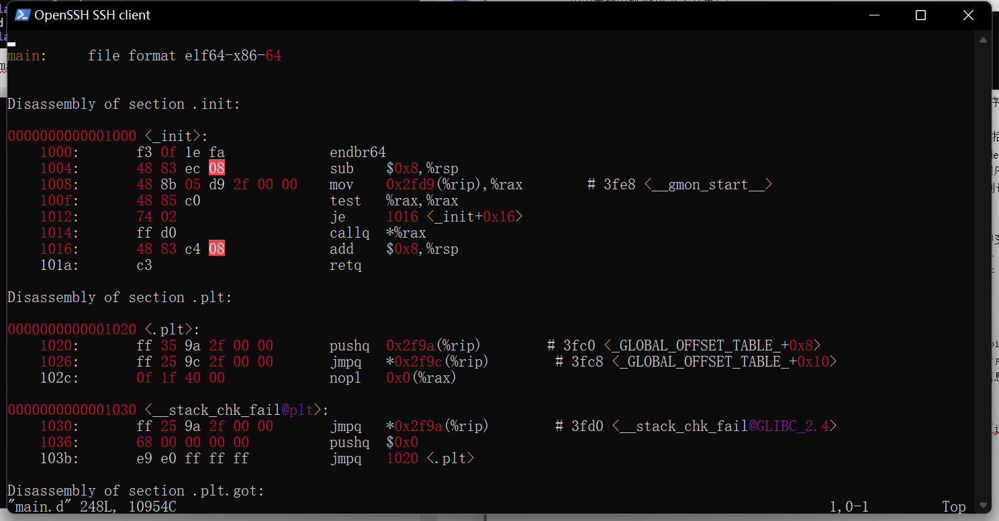 OpenSSH SSH client
main:     file format elf64-x86-64
Disassembly of section .init:
0000000000001000 <_init>:
    1000:       f3 0f 1e fa             endbr64
    1004:       48 83 ec 08             sub    $0x8,%rsp
    1008:       48 8b 05 d9 2f 00 00    mov    0x2fd9(%rip),%rax        # 3fe8 <__gmon_start__>
    100f:       48 85 c0                test   %rax,%rax
    1012:       74 02                   je     1016 <_init+0x16>
    1014:       ff d0                   callq  *%rax
    1016:       48 83 c4 08             add    $0x8,%rsp
    101a:       c3                      retq
Disassembly of section .plt:
0000000000001020 <.plt>:
    1020:       ff 35 9a 2f 00 00       pushq  0x2f9a(%rip)        # 3fc0 <_GLOBAL_OFFSET_TABLE_+0x8>
    1026:       ff 25 9c 2f 00 00       jmpq   *0x2f9c(%rip)        # 3fc8 <_GLOBAL_OFFSET_TABLE_+0x10>
    102c:       0f 1f 40 00             nopl   0x0(%rax)
0000000000001030 <__stack_chk_fail@plt>:
    1030:       ff 25 9a 2f 00 00       jmpq   *0x2f9a(%rip)        # 3fd0 <__stack_chk_fail@GLIBC_2.4>
    1036:       68 00 00 00 00          pushq  $0x0
    103b:       e9 e0 ff ff ff          jmpq   1020 <.plt>
Disassembly of section .plt.got:
"main.d" 248L, 10954C                                                 1,0-1         Top